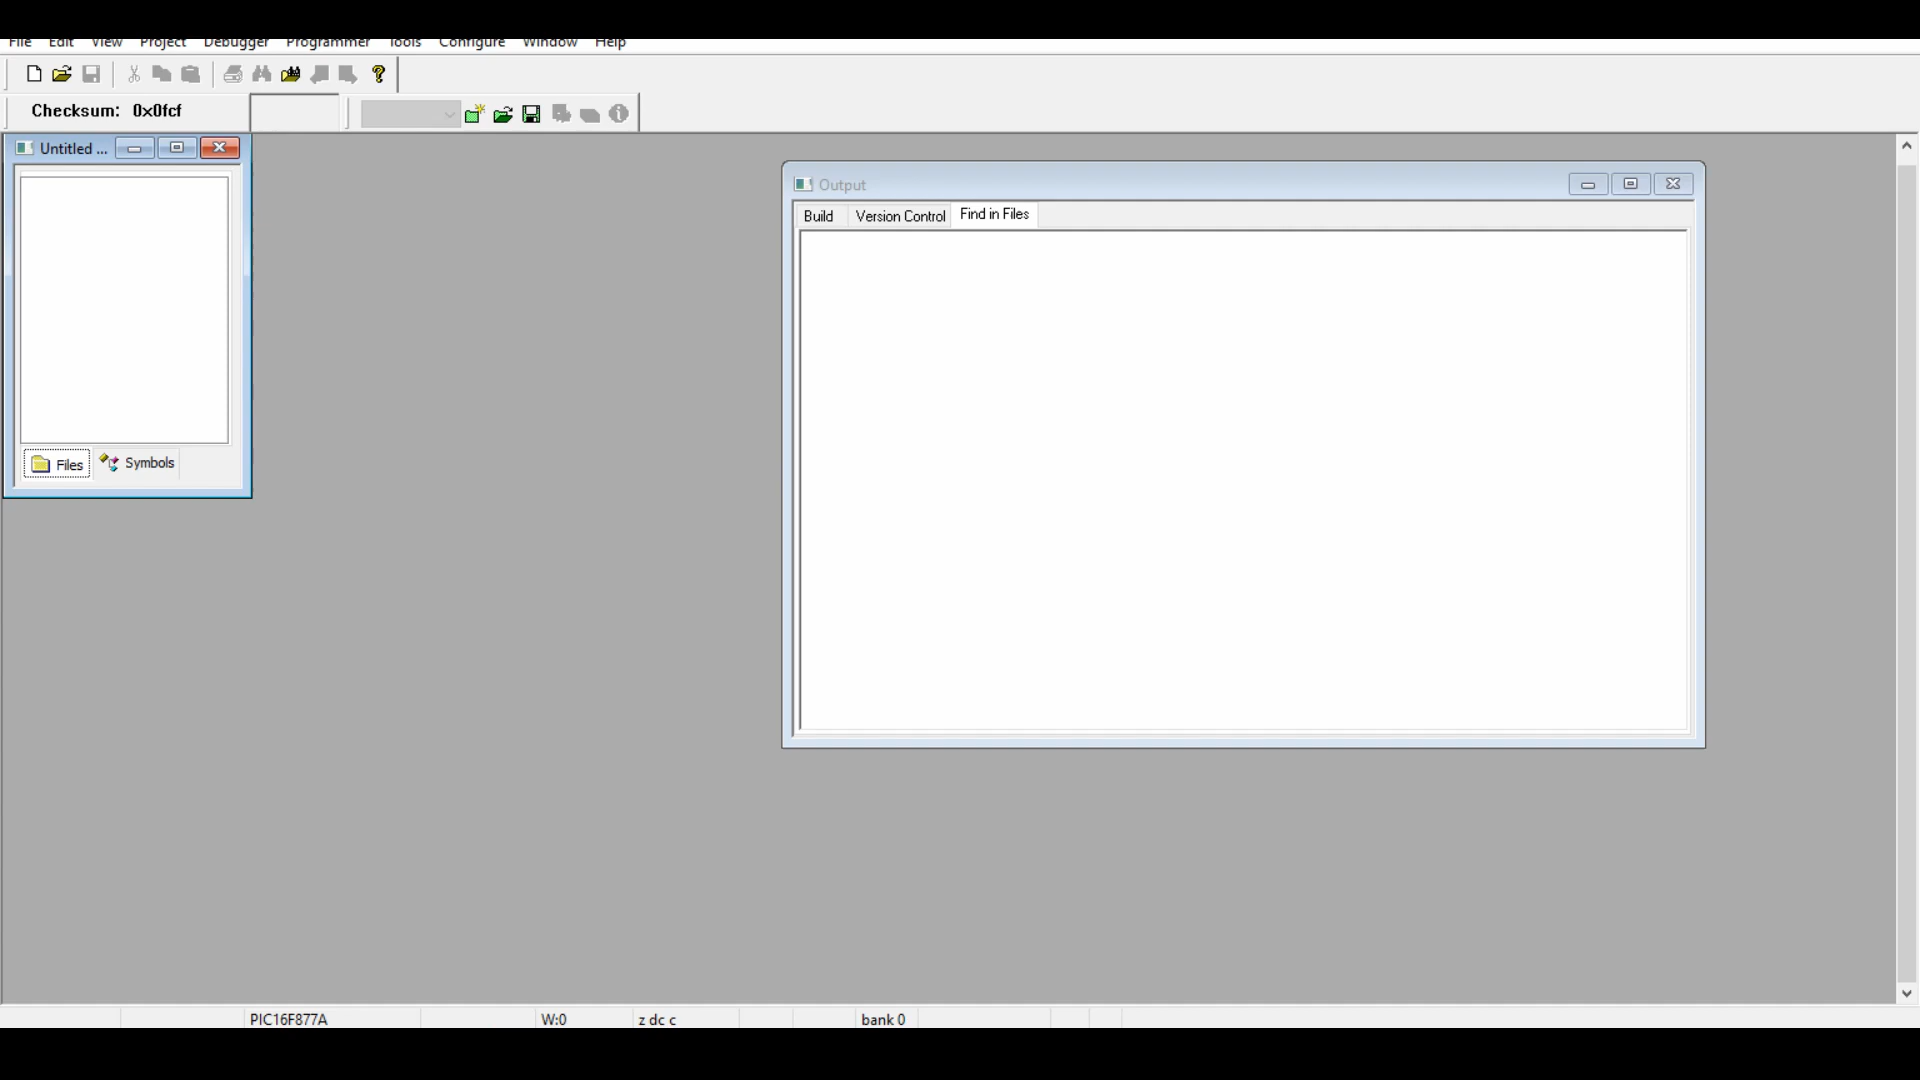 File Edit View Project Debugger Programmer Tools Configure Window Help
Checksum: 0x0fcf
Untitled ...
Output
Build Version Control Find in Files
Files Symbols
PIC16F877A W:0 z dc c bank 0